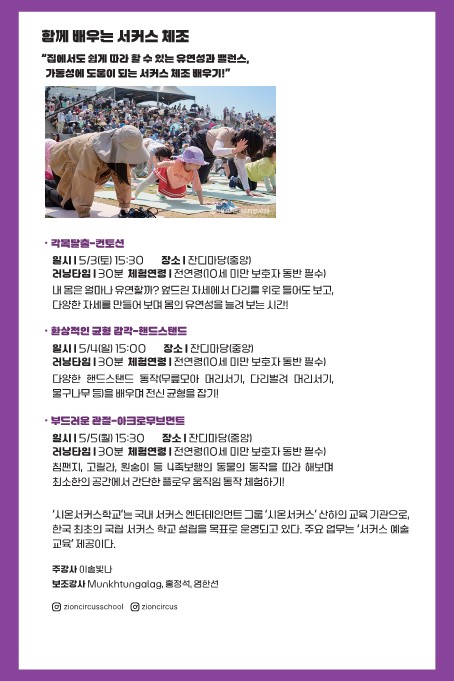 함께 배우는 서커스 체조
“집에서도 쉽게 따라 할 수 있는 유연성과 밸런스,
가동성에 도움이 되는 서커스 체조 배우기!”
· 각목탈출-컨토션
일시 | 5/3(토) 15:30 장소 | 잔디마당(중앙)
러닝타임 | 30분 체험연령 | 전연령(10세 미만 보호자 동반 필수)
내 몸은 얼마나 유연할까? 엎드린 자세에서 다리를 위로 들어도 보고,
다양한 자세를 만들어 보며 몸의 유연성을 늘려 보는 시간!
· 환상적인 균형 감각-핸드스탠드
일시 | 5/4(일) 15:00 장소 | 잔디마당(중앙)
러닝타임 | 30분 체험연령 | 전연령(10세 미만 보호자 동반 필수)
다양한 핸드스탠드 동작(무릎모아 머리서기, 다리벌려 머리서기,
물구나무 등)을 배우며 전신 균형을 잡기!
· 부드러운 관절-아크로무브먼트
일시 | 5/5(월) 15:30 장소 | 잔디마당(중앙)
러닝타임 | 30분 체험연령 | 전연령(10세 미만 보호자 동반 필수)
침팬지, 고릴라, 원숭이 등 4족보행의 동물의 동작을 따라 해보며
최소한의 공간에서 간단한 플로우 움직임 동작 체험하기!
‘시온서커스학교’는 국내 서커스 엔터테인먼트 그룹 ‘시온서커스’ 산하의 교육 기관으로,
한국 최초의 국립 서커스 학교 설립을 목표로 운영되고 있다. 주요 업무는 ‘서커스 예술
교육’ 제공이다.
주강사 이솔빛나
보조강사 Munkhtungalag, 홍정석, 염한선
zioncircusschool zioncircus